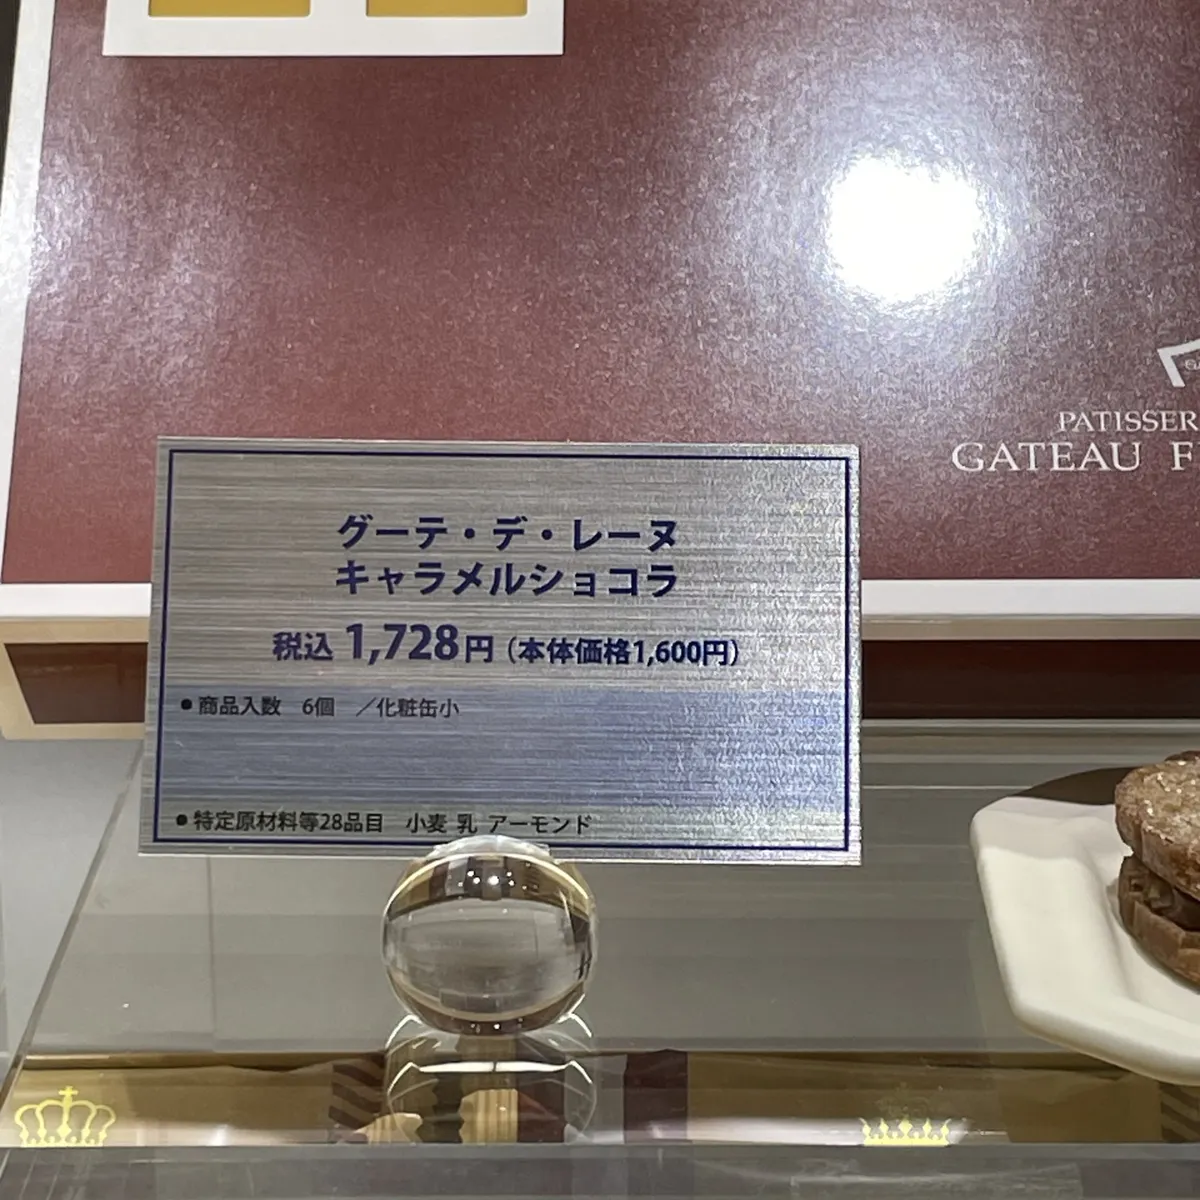 PATISSER
GATEAU F
グーテ・デ・レーヌ
キャラメルショコラ
税込 1,728円（本体価格1,600円）
●商品入数　6個　／化粧缶小
●特定原材料等28品目　小麦 乳 アーモンド